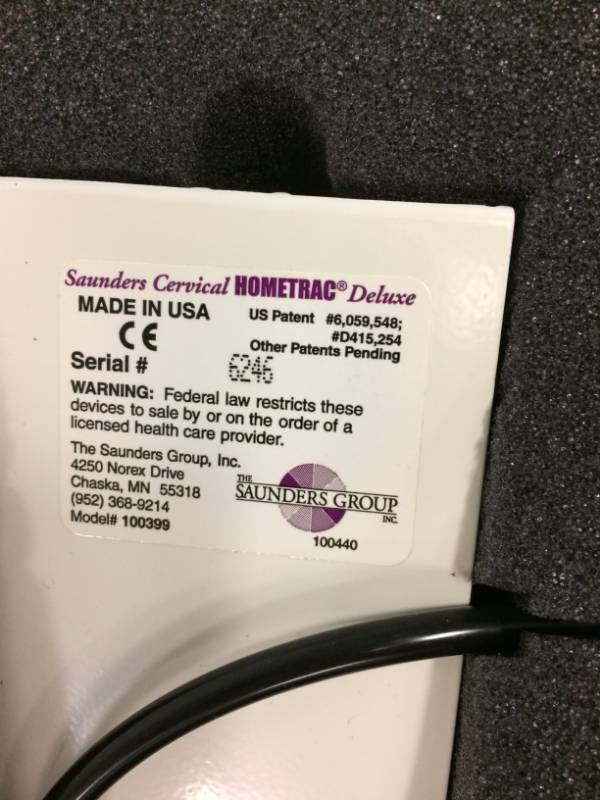 Saunders Cervical HOMETRAC® Deluxe
MADE IN USA
US Patent #6,059,548;
#D415,254
CE
Other Patents Pending
Serial # 6246
WARNING: Federal law restricts these
devices to sale by or on the order of a
licensed health care provider.
The Saunders Group, Inc.
4250 Norex Drive
Chaska, MN 55318
(952) 368-9214
Model# 100399
THE
SAUNDERS GROUP
INC.
100440